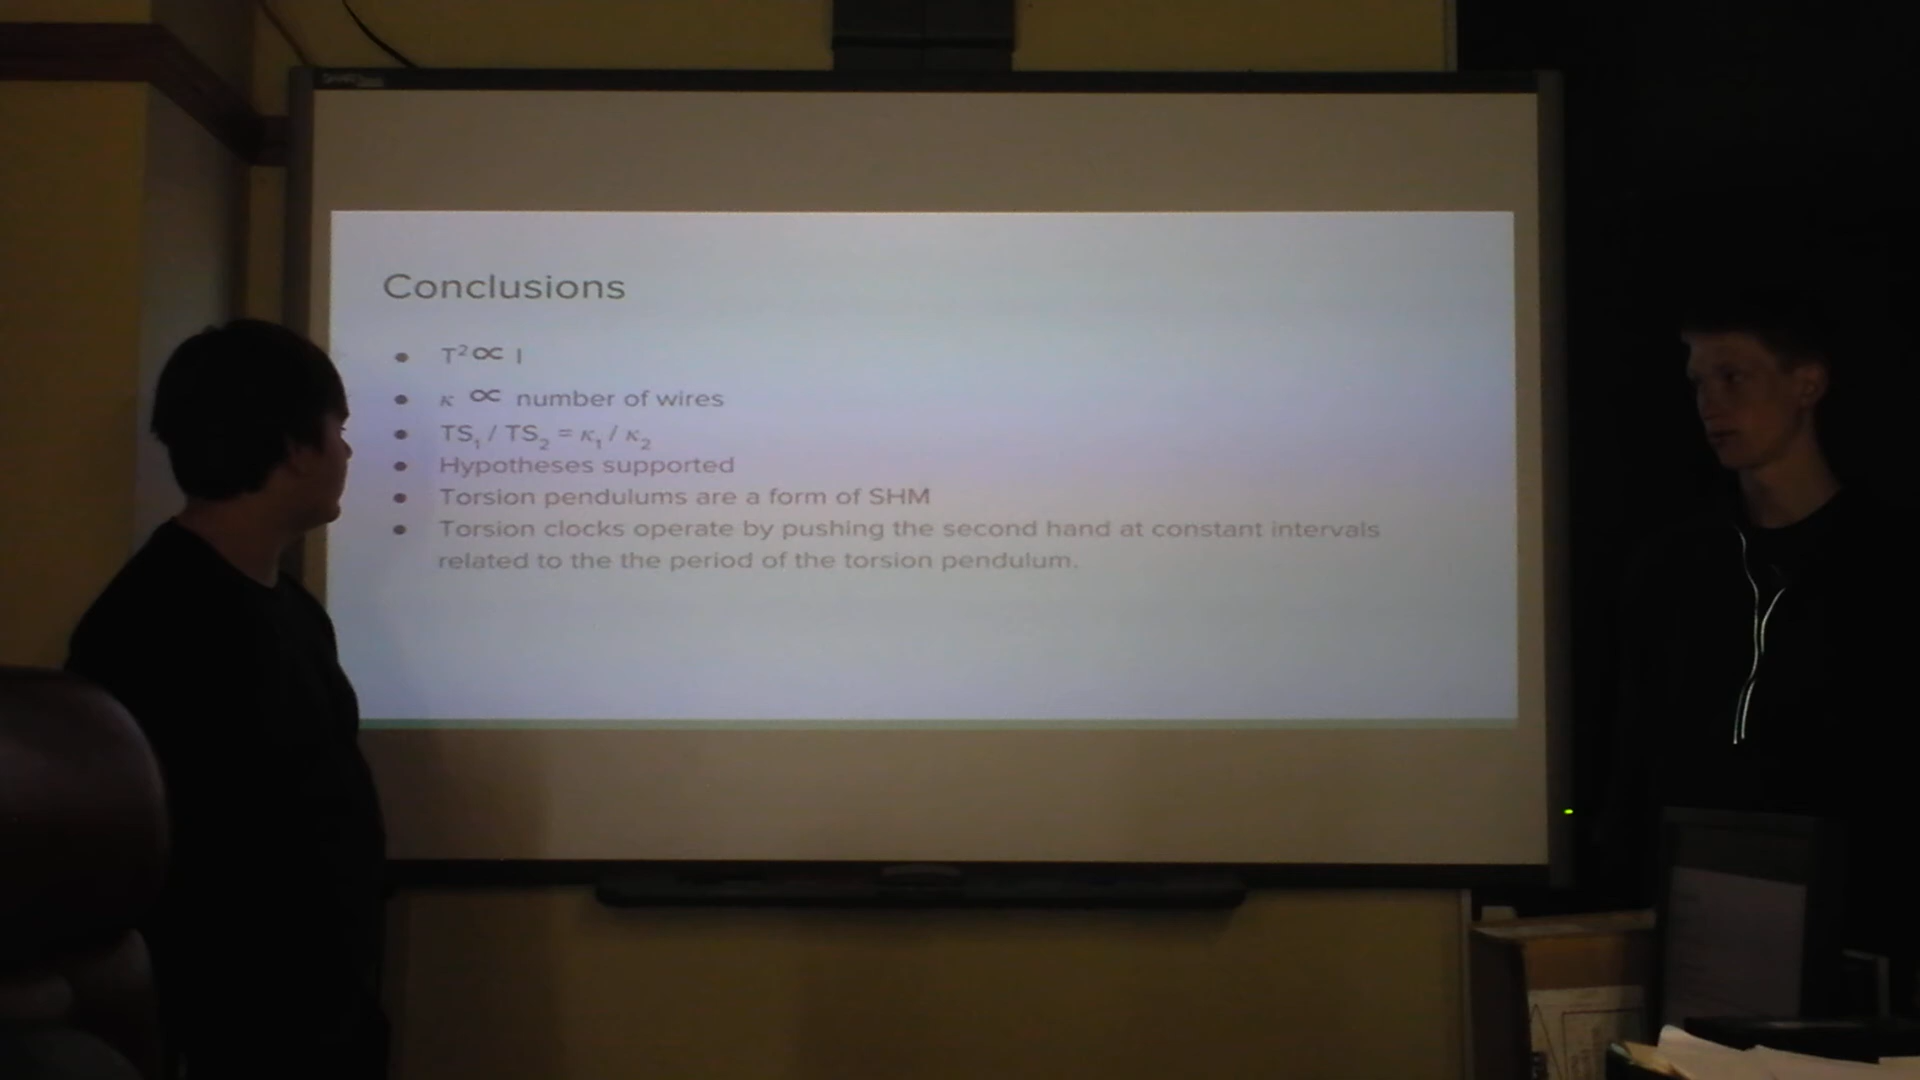 Conclusions
● T² ∝ I
● κ ∝ number of wires
● TS₁ / TS₂ = κ₁ / κ₂
● Hypotheses supported
● Torsion pendulums are a form of SHM
● Torsion clocks operate by pushing the second hand at constant intervals
related to the the period of the torsion pendulum.